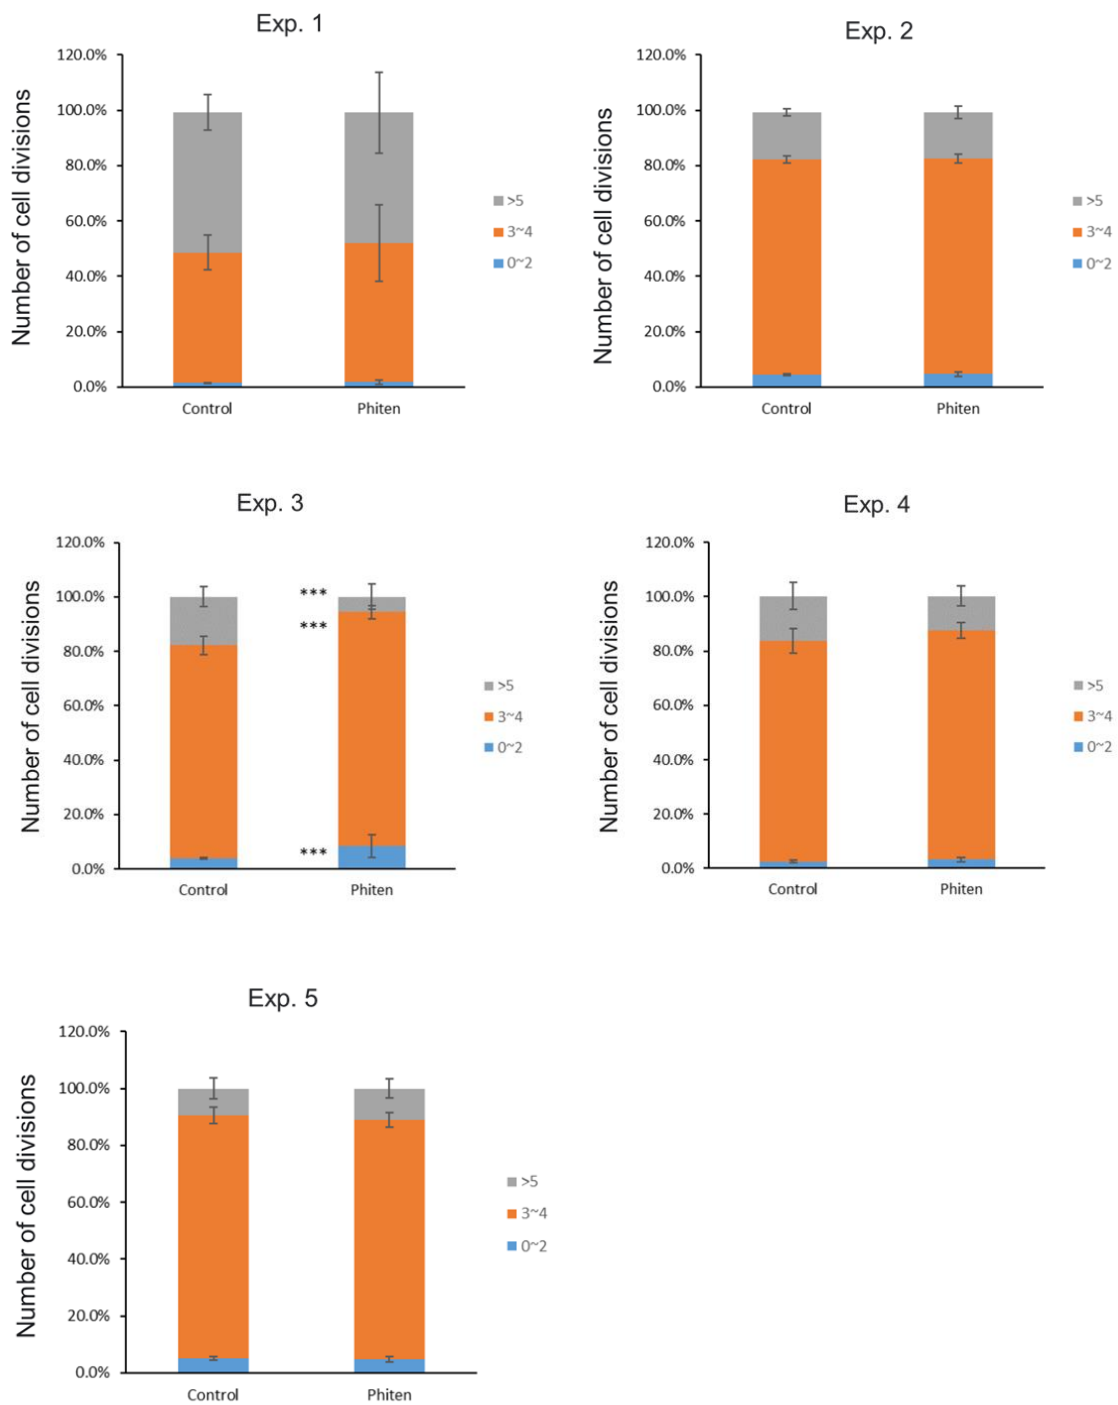 Exp. 1
120.0%
100.0%
80.0%
60.0%
40.0%
20.0%
0.0%
Number of cell divisions
Control
Phiten
>5
3~4
0~2
Exp. 2
120.0%
100.0%
80.0%
60.0%
40.0%
20.0%
0.0%
Number of cell divisions
Control
Phiten
>5
3~4
0~2
Exp. 3
120.0%
100.0%
80.0%
60.0%
40.0%
20.0%
0.0%
Number of cell divisions
***
***
***
Control
Phiten
>5
3~4
0~2
Exp. 4
120.0%
100.0%
80.0%
60.0%
40.0%
20.0%
0.0%
Number of cell divisions
Control
Phiten
>5
3~4
0~2
Exp. 5
120.0%
100.0%
80.0%
60.0%
40.0%
20.0%
0.0%
Number of cell divisions
Control
Phiten
>5
3~4
0~2